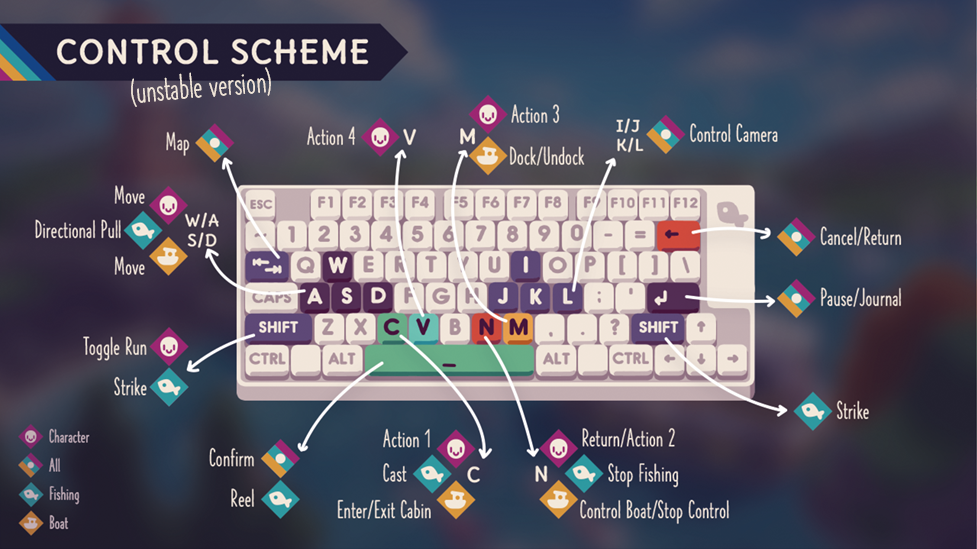 CONTROL SCHEME
(unstable version)
Map
Action 4
V
M
Action 3
Dock/Undock
I/J
K/L
Control Camera
Move
Directional Pull
Move
W/A
S/D
Toggle Run
Strike
ESC F1 F2 F3 F4 F5 F6 F7 F8 F9 F10 F11 F12
1 2 3 4 5 6 7 8 9 0 - = ←
Q W E R T Y U I O P [ ] \
CAPS A S D F G H J K L ; '
SHIFT Z X C V B N M , . ? SHIFT ↑
CTRL ALT _ ALT CTRL ← ↓ →
Cancel/Return
Pause/Journal
Strike
Confirm
Reel
Action 1
Cast
C
Enter/Exit Cabin
Return/Action 2
N
Stop Fishing
Control Boat/Stop Control
Character
All
Fishing
Boat